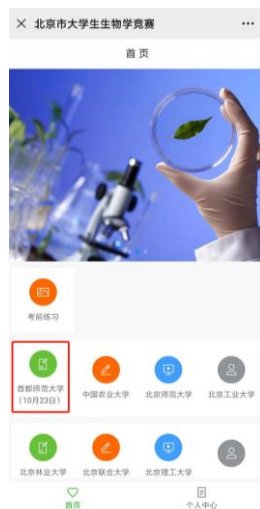 北京市大学生生物学竞赛
首页
考前练习
首都师范大学
(10月23日)
中国农业大学
北京师范大学
北京工业大学
北京林业大学
北京联合大学
北京理工大学
首页
个人中心